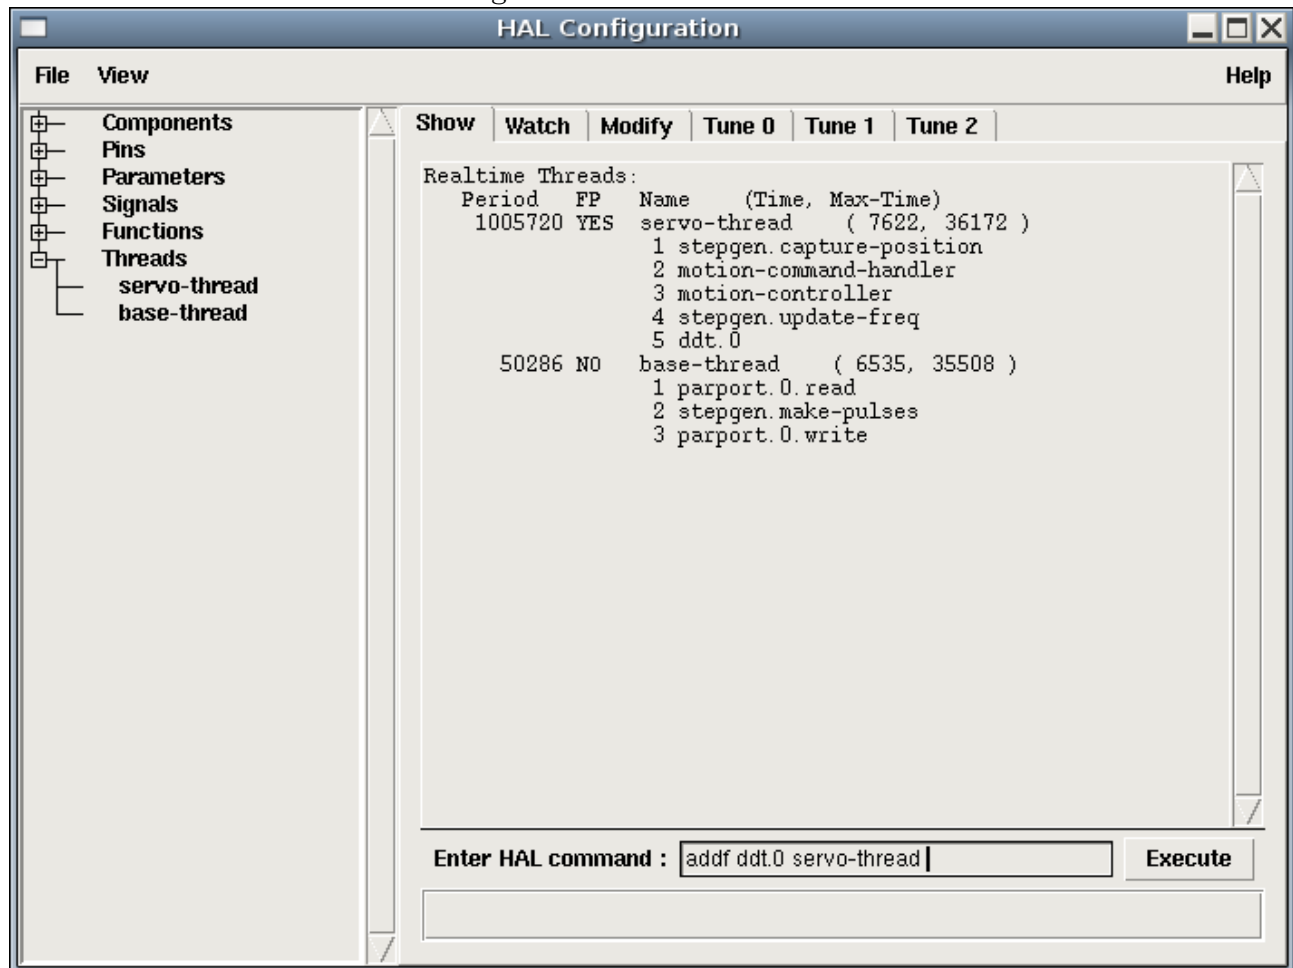 HAL Configuration
File View Help
Components
Pins
Parameters
Signals
Functions
Threads
servo-thread
base-thread
Show Watch Modify Tune 0 Tune 1 Tune 2
Realtime Threads:
Period FP Name (Time, Max-Time)
1005720 YES servo-thread ( 7622, 36172 )
1 stepgen.capture-position
2 motion-command-handler
3 motion-controller
4 stepgen.update-freq
5 ddt.0
50286 NO base-thread ( 6535, 35508 )
1 parport.0.read
2 stepgen.make-pulses
3 parport.0.write
Enter HAL command : addf ddt.0 servo-thread Execute